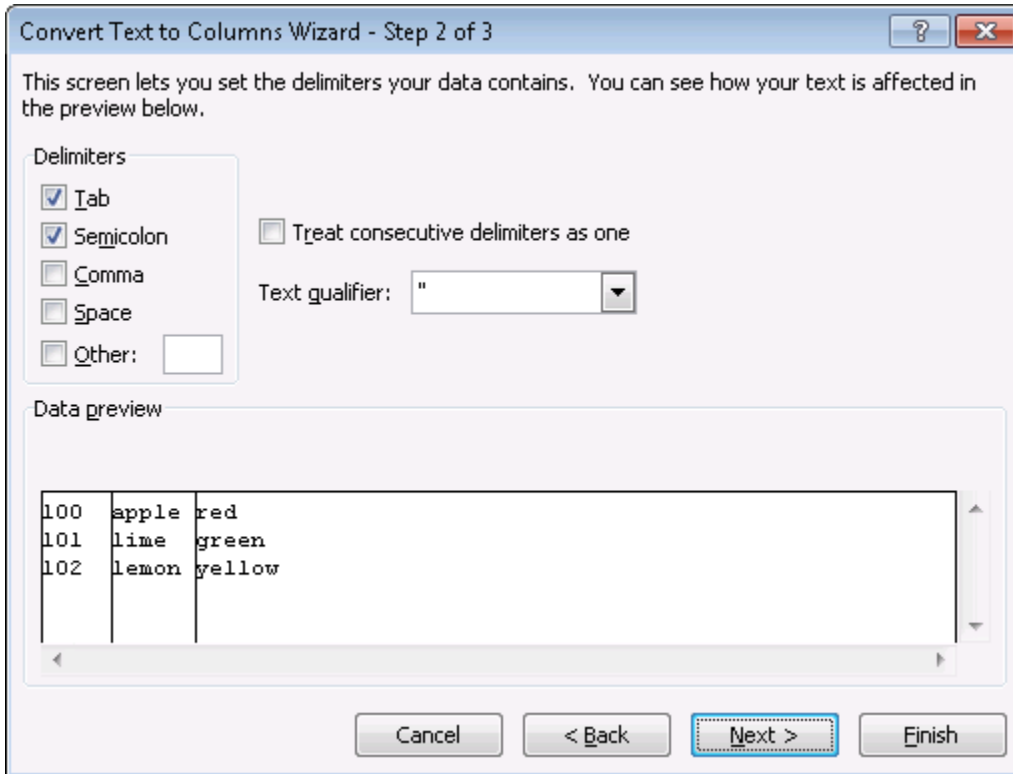 Convert Text to Columns Wizard - Step 2 of 3
This screen lets you set the delimiters your data contains.  You can see how your text is affected in
the preview below.
Delimiters
Tab
Semicolon
Comma
Space
Other:
Treat consecutive delimiters as one
Text qualifier: "
Data preview
100 apple red
101 lime green
102 lemon yellow
Cancel < Back Next > Finish